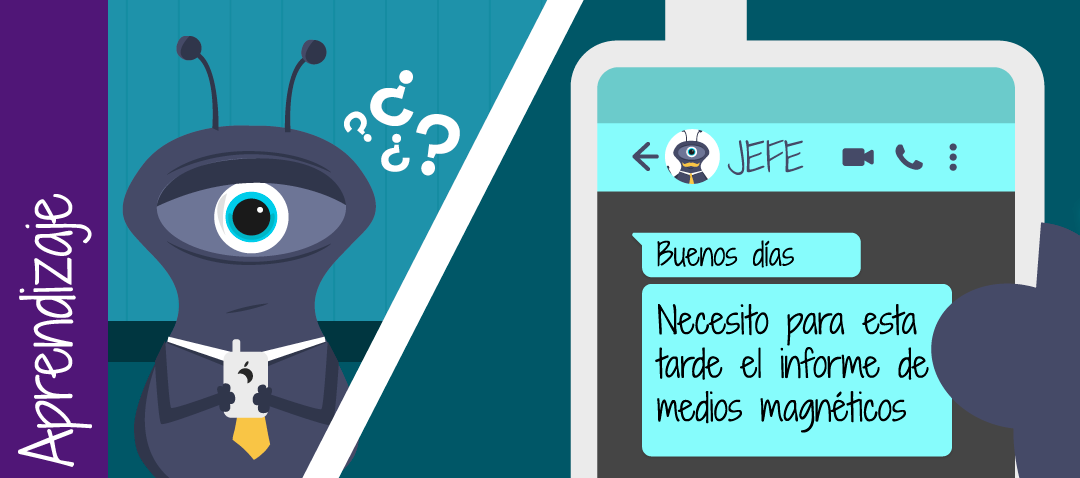 Aprendizaje
¿?
¿?
JEFE
Buenos días
Necesito para esta
tarde el informe de
medios magnéticos